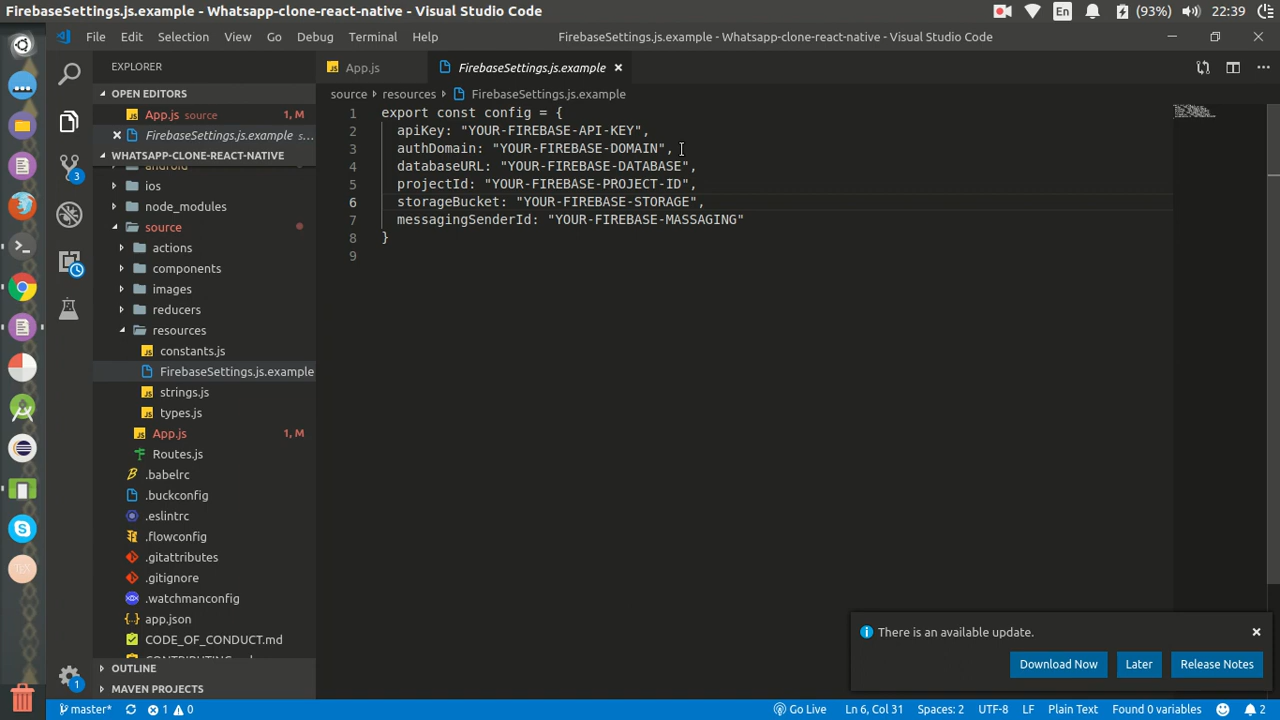 FirebaseSettings.js.example - Whatsapp-clone-react-native - Visual Studio Code
En
(93%)
22:39
File Edit Selection View Go Debug Terminal Help
FirebaseSettings.js.example - Whatsapp-clone-react-native - Visual Studio Code
EXPLORER
App.js
FirebaseSettings.js.example
OPEN EDITORS
App.js source 1, M
FirebaseSettings.js.example s...
WHATSAPP-CLONE-REACT-NATIVE
ios
node_modules
source
actions
components
images
reducers
resources
constants.js
FirebaseSettings.js.example
strings.js
types.js
App.js 1, M
Routes.js
.babelrc
.buckconfig
.eslintrc
.flowconfig
.gitattributes
.gitignore
.watchmanconfig
app.json
CODE_OF_CONDUCT.md
OUTLINE
MAVEN PROJECTS
3
1
source resources FirebaseSettings.js.example
1 export const config = {
2 apiKey: "YOUR-FIREBASE-API-KEY",
3 authDomain: "YOUR-FIREBASE-DOMAIN",
4 databaseURL: "YOUR-FIREBASE-DATABASE",
5 projectId: "YOUR-FIREBASE-PROJECT-ID",
6 storageBucket: "YOUR-FIREBASE-STORAGE",
7 messagingSenderId: "YOUR-FIREBASE-MASSAGING"
8 }
9
There is an available update.
Download Now
Later
Release Notes
master* 1 0
Go Live
Ln 6, Col 31
Spaces: 2
UTF-8
LF
Plain Text
Found 0 variables
2